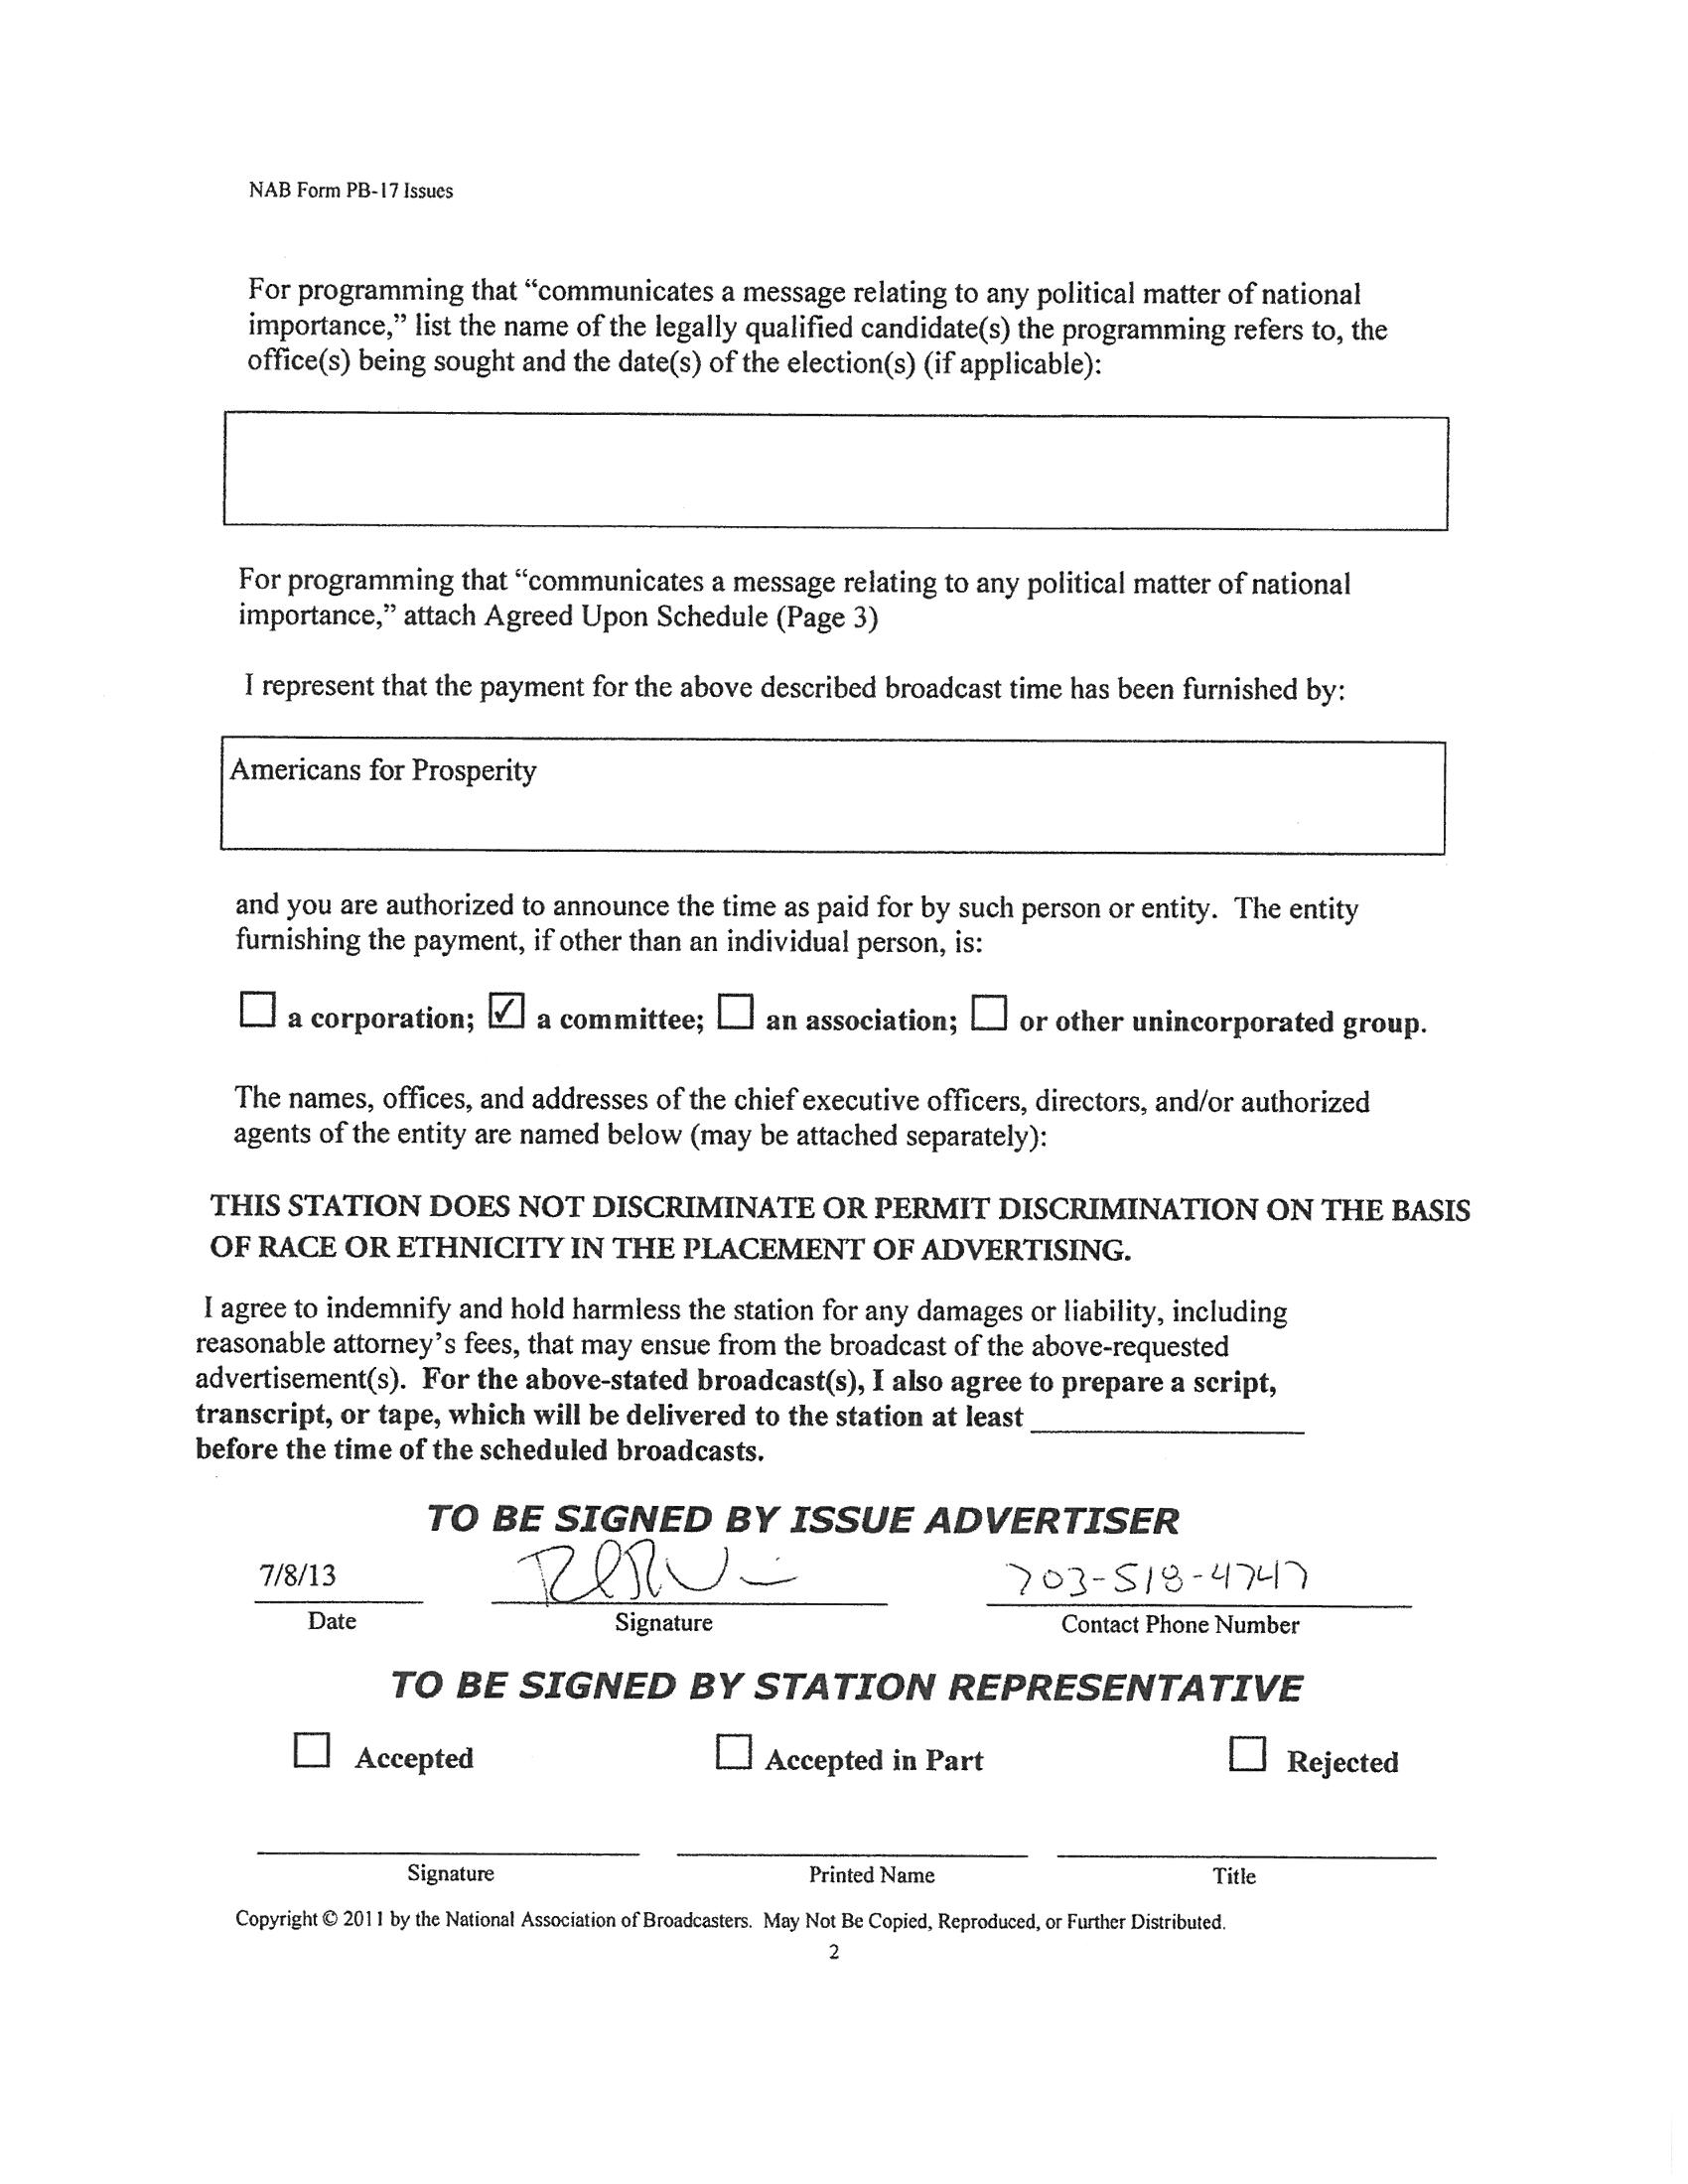 NAB Form PB-17 Issues
For programming that “communicates a message relating to any political matter of national
importance,” list the name of the legally qualified candidate(s) the programming refers to, the
office(s) being sought and the date(s) of the election(s) (if applicable):
For programming that “communicates a message relating to any political matter of national
importance,” attach Agreed Upon Schedule (Page 3)
I represent that the payment for the above described broadcast time has been furnished by:
Americans for Prosperity
and you are authorized to announce the time as paid for by such person or entity. The entity
furnishing the payment, if other than an individual person, is:
☐ a corporation; ☑ a committee; ☐ an association; ☐ or other unincorporated group.
The names, offices, and addresses of the chief executive officers, directors, and/or authorized
agents of the entity are named below (may be attached separately):
THIS STATION DOES NOT DISCRIMINATE OR PERMIT DISCRIMINATION ON THE BASIS
OF RACE OR ETHNICITY IN THE PLACEMENT OF ADVERTISING.
I agree to indemnify and hold harmless the station for any damages or liability, including
reasonable attorney’s fees, that may ensue from the broadcast of the above-requested
advertisement(s). For the above-stated broadcast(s), I also agree to prepare a script,
transcript, or tape, which will be delivered to the station at least
before the time of the scheduled broadcasts.
TO BE SIGNED BY ISSUE ADVERTISER
7/8/13 703-518-4747
Date Signature Contact Phone Number
TO BE SIGNED BY STATION REPRESENTATIVE
☐ Accepted ☐ Accepted in Part ☐ Rejected
Signature Printed Name Title
Copyright © 2011 by the National Association of Broadcasters. May Not Be Copied, Reproduced, or Further Distributed.
2